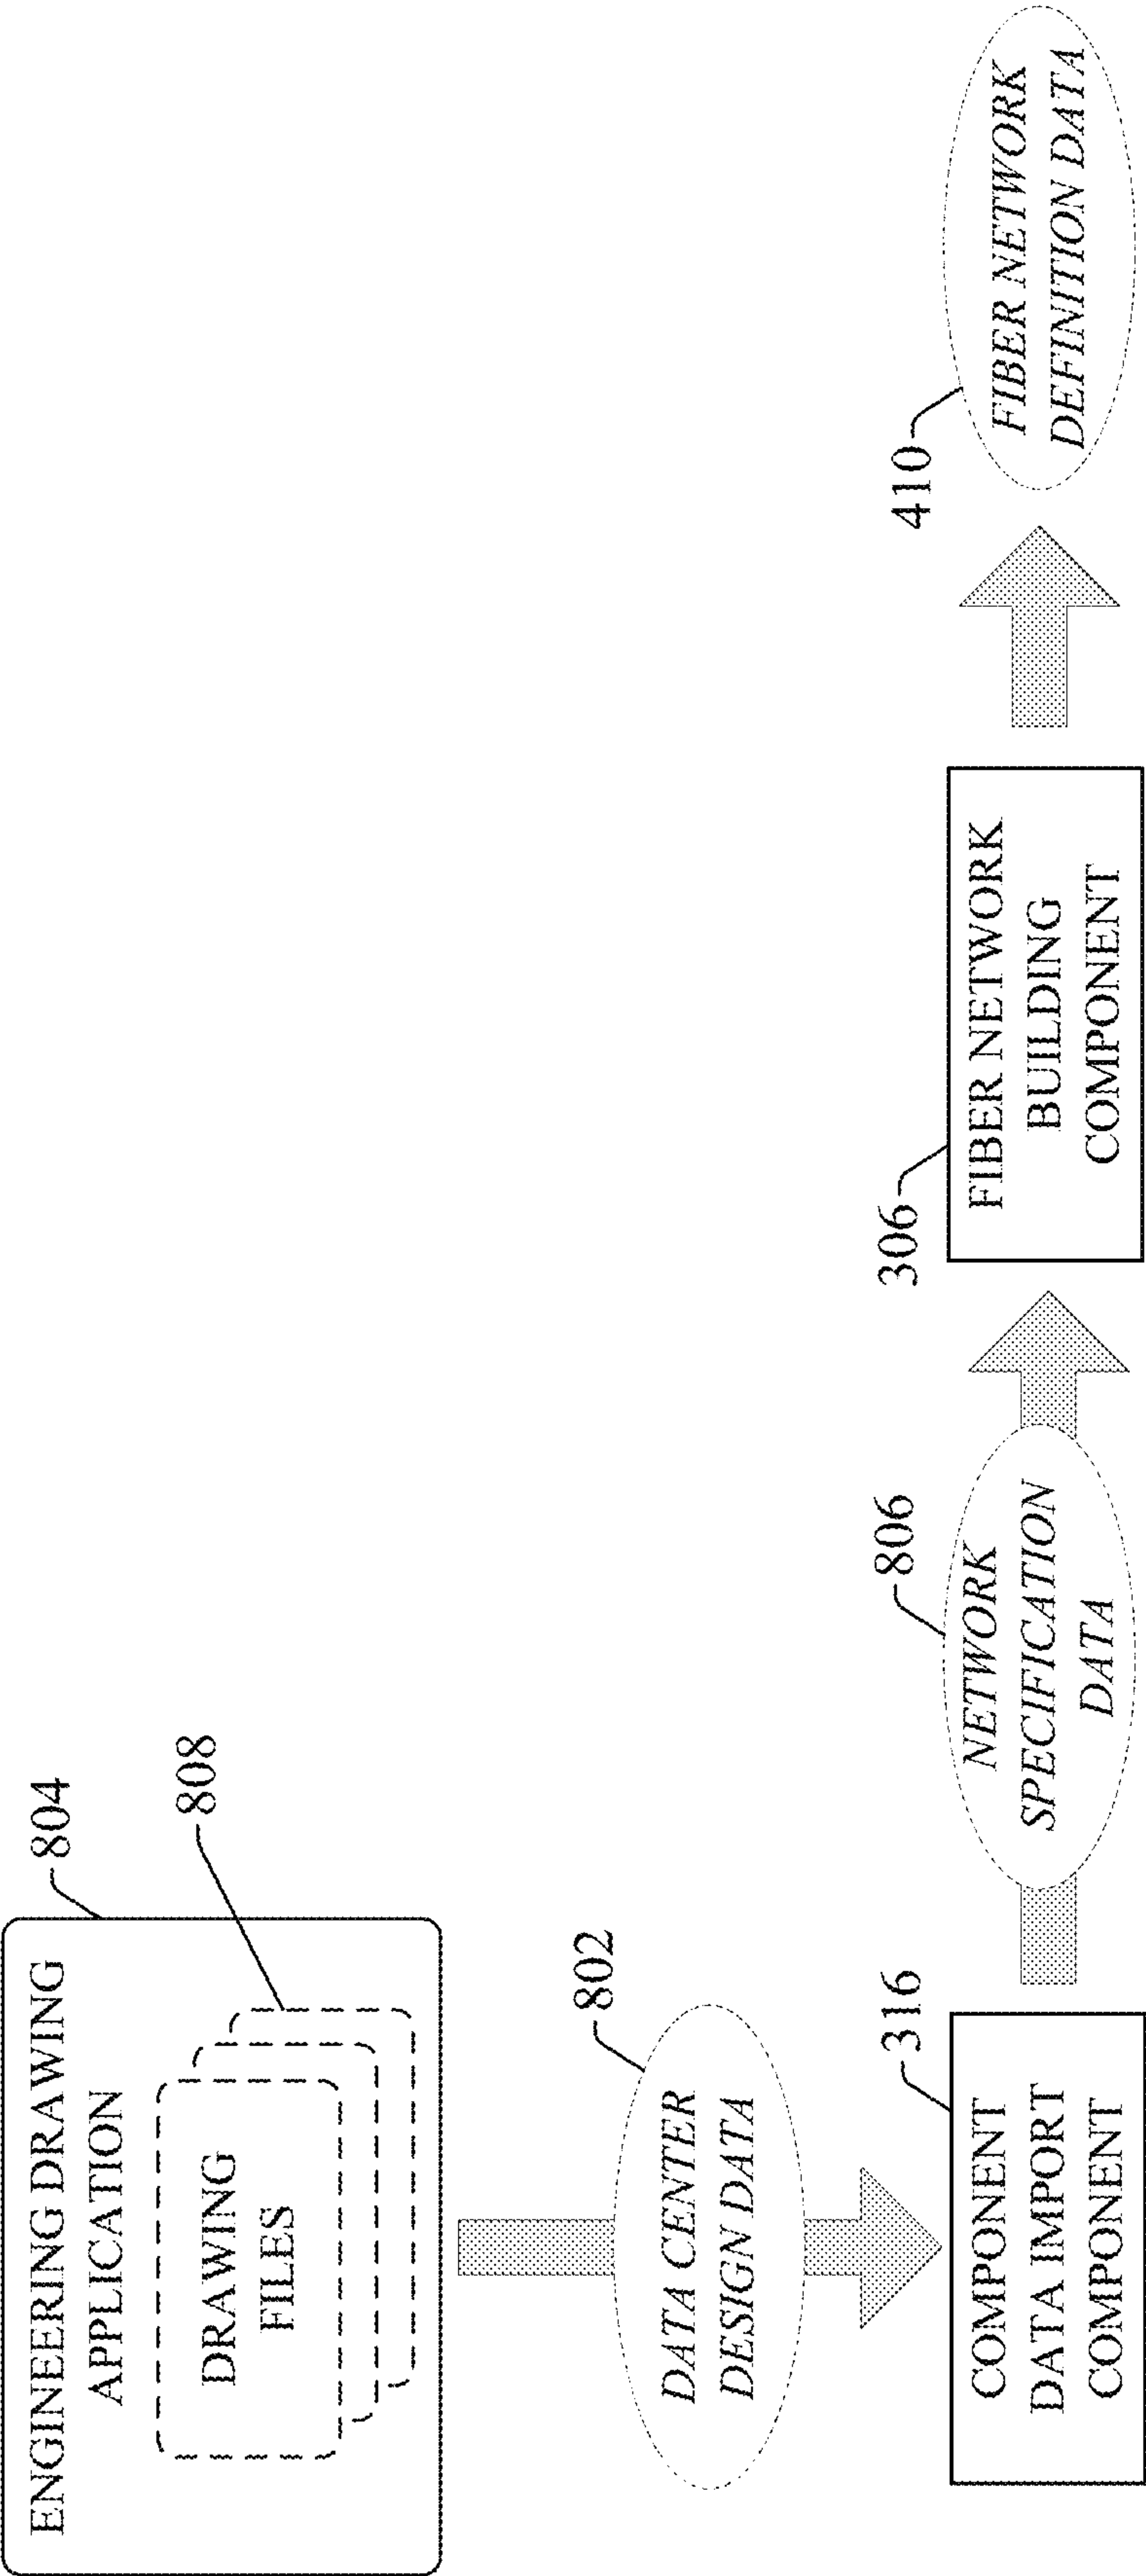 ENGINEERING DRAWING
APPLICATION
804
DRAWING
FILES
808
DATA CENTER
DESIGN DATA
802
COMPONENT
DATA IMPORT
COMPONENT
316
NETWORK
SPECIFICATION
DATA
806
FIBER NETWORK
BUILDING
COMPONENT
306
FIBER NETWORK
DEFINITION DATA
410